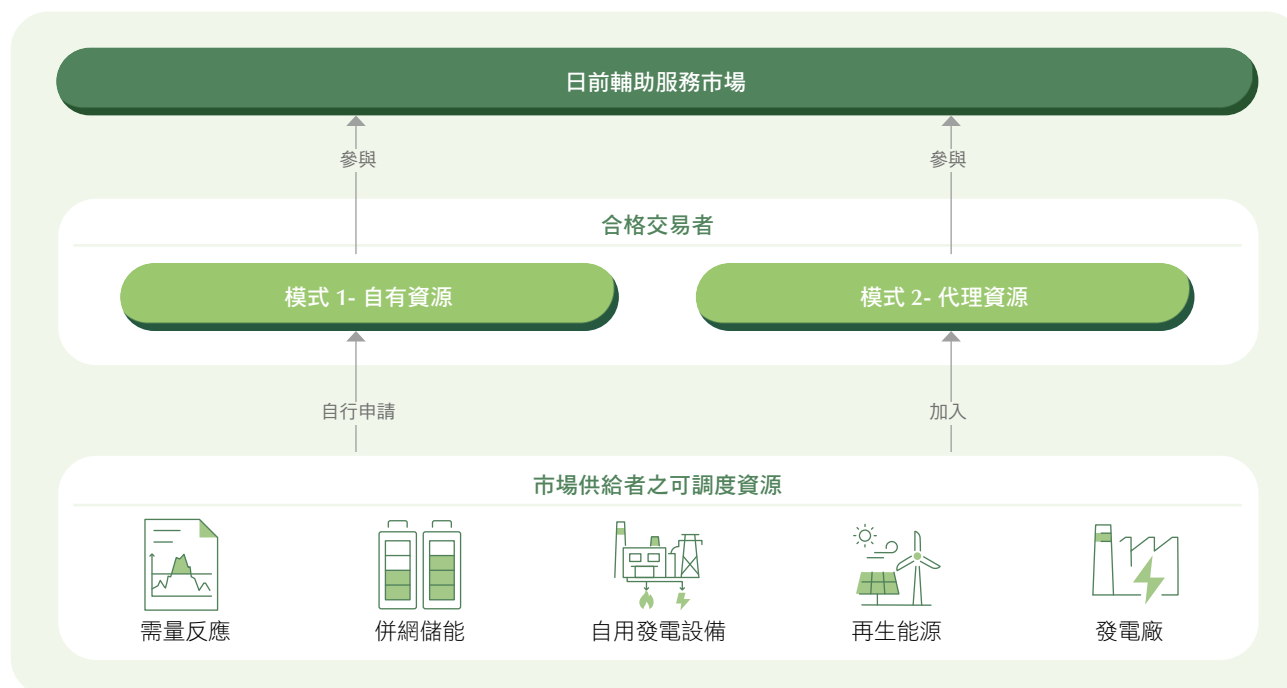 日前輔助服務市場
參與
參與
合格交易者
模式 1- 自有資源
模式 2- 代理資源
自行申請
加入
市場供給者之可調度資源
需量反應
併網儲能
自用發電設備
再生能源
發電廠